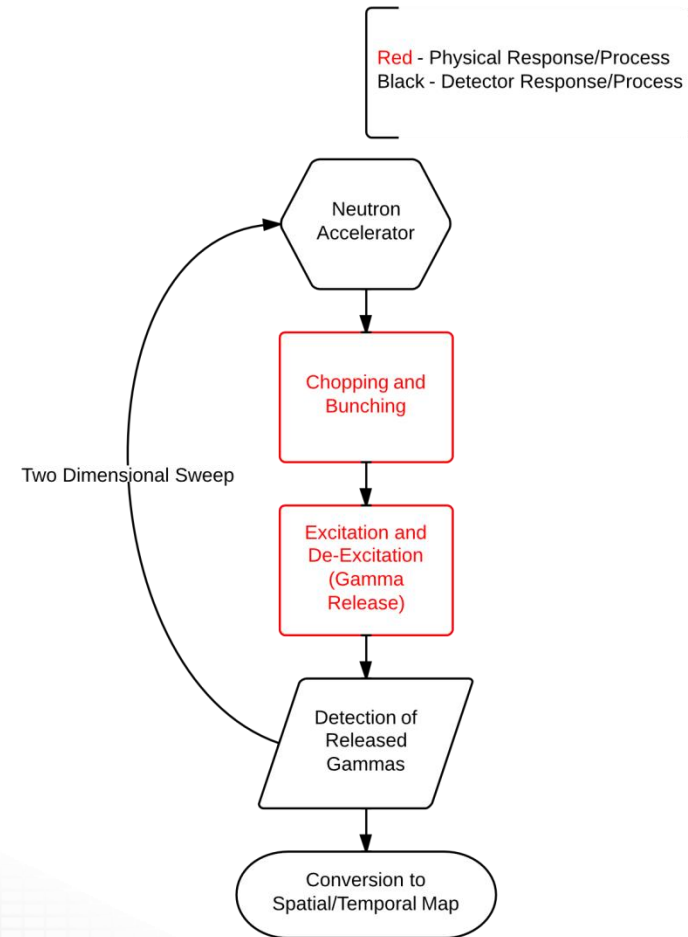 Red - Physical Response/Process
Black - Detector Response/Process
Neutron
Accelerator
Chopping and
Bunching
Two Dimensional Sweep
Excitation and
De-Excitation
(Gamma
Release)
Detection of
Released
Gammas
Conversion to
Spatial/Temporal Map